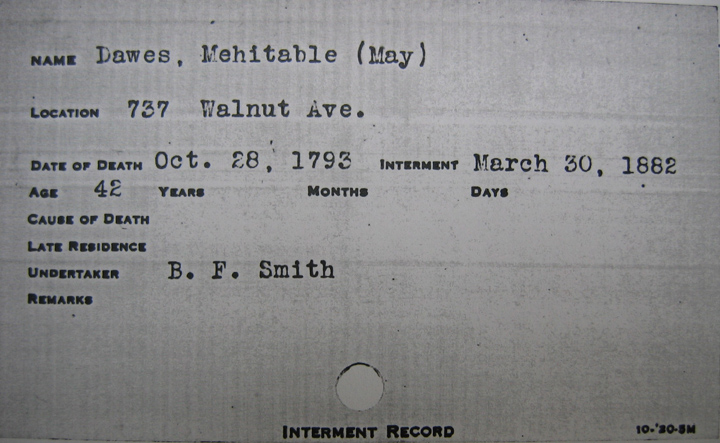 NAME Dawes, Mehitable (May)
LOCATION 737 Walnut Ave.
DATE OF DEATH Oct. 28, 1793 INTERMENT March 30, 1882
AGE 42 YEARS MONTHS DAYS
CAUSE OF DEATH
LATE RESIDENCE
UNDERTAKER B. F. Smith
REMARKS
INTERMENT RECORD 10-'30-5M